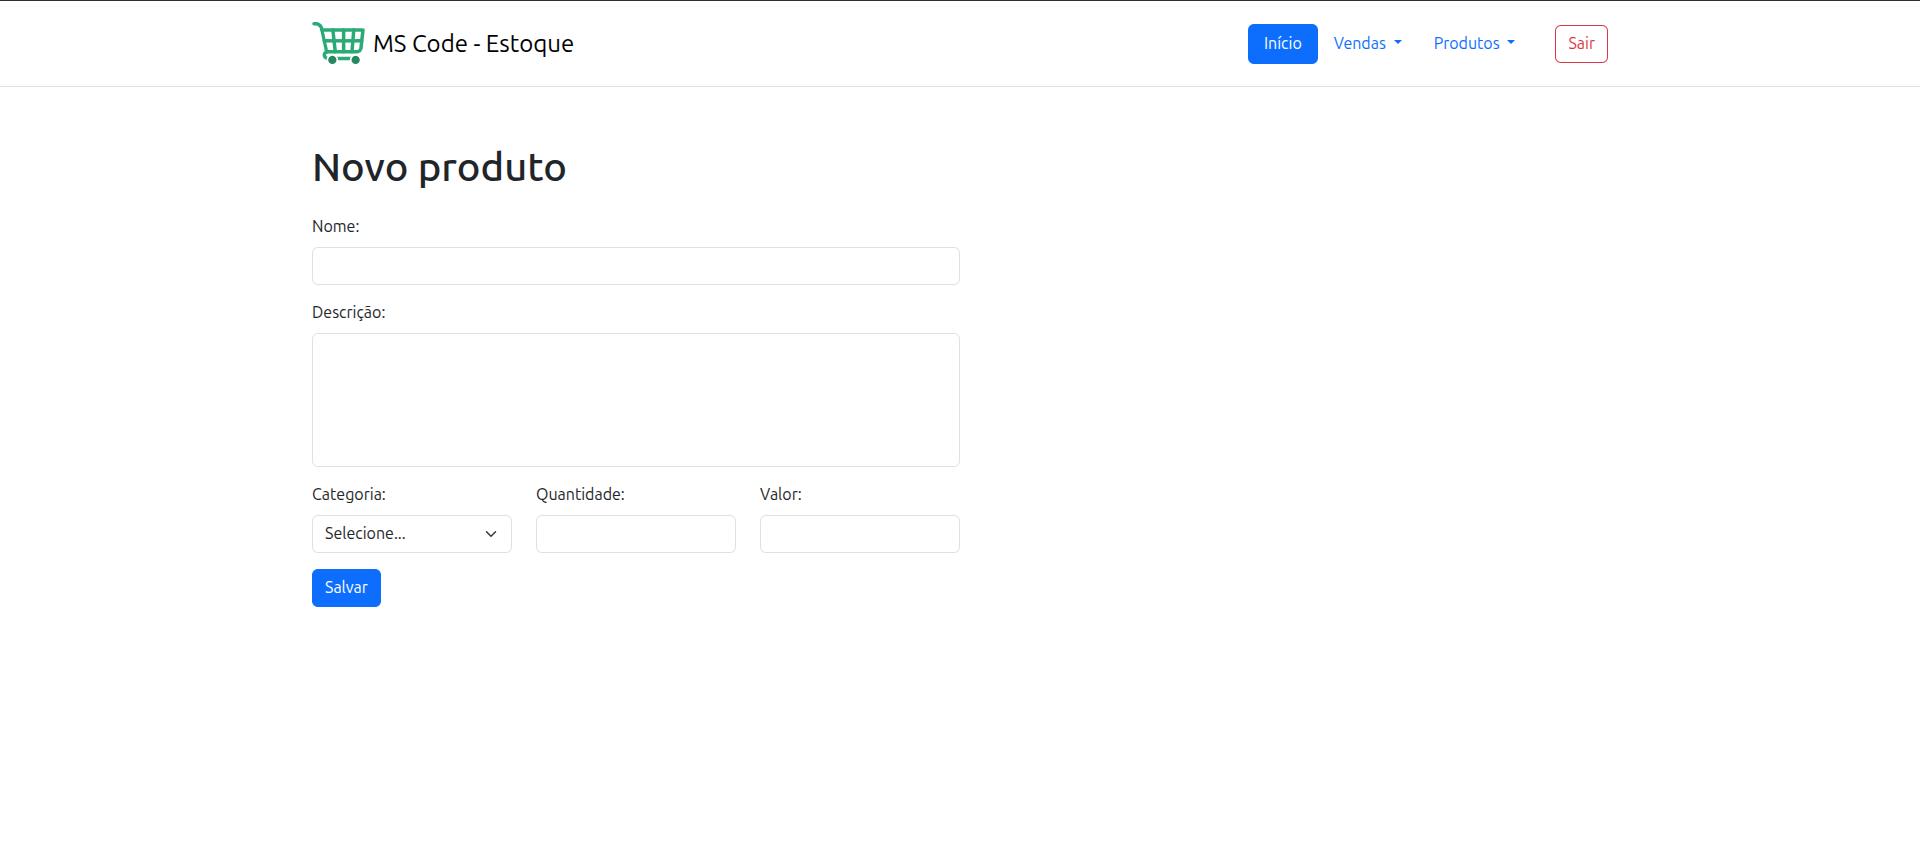 MS Code - Estoque
Início Vendas Produtos Sair
Novo produto
Nome:
Descrição:
Categoria: Quantidade: Valor:
Selecione...
Salvar